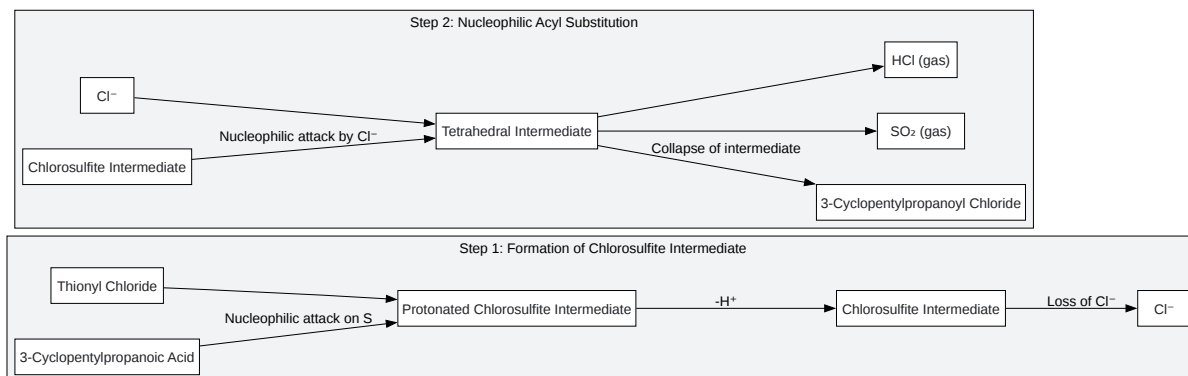 Step 2: Nucleophilic Acyl Substitution
HCl (gas)
Cl⁻
Nucleophilic attack by Cl⁻
Tetrahedral Intermediate
SO₂ (gas)
Collapse of intermediate
Chlorosulfite Intermediate
3-Cyclopentylpropanoyl Chloride
Step 1: Formation of Chlorosulfite Intermediate
Thionyl Chloride
Nucleophilic attack on S
Protonated Chlorosulfite Intermediate
-H⁺
Chlorosulfite Intermediate
Loss of Cl⁻
Cl⁻
3-Cyclopentylpropanoic Acid